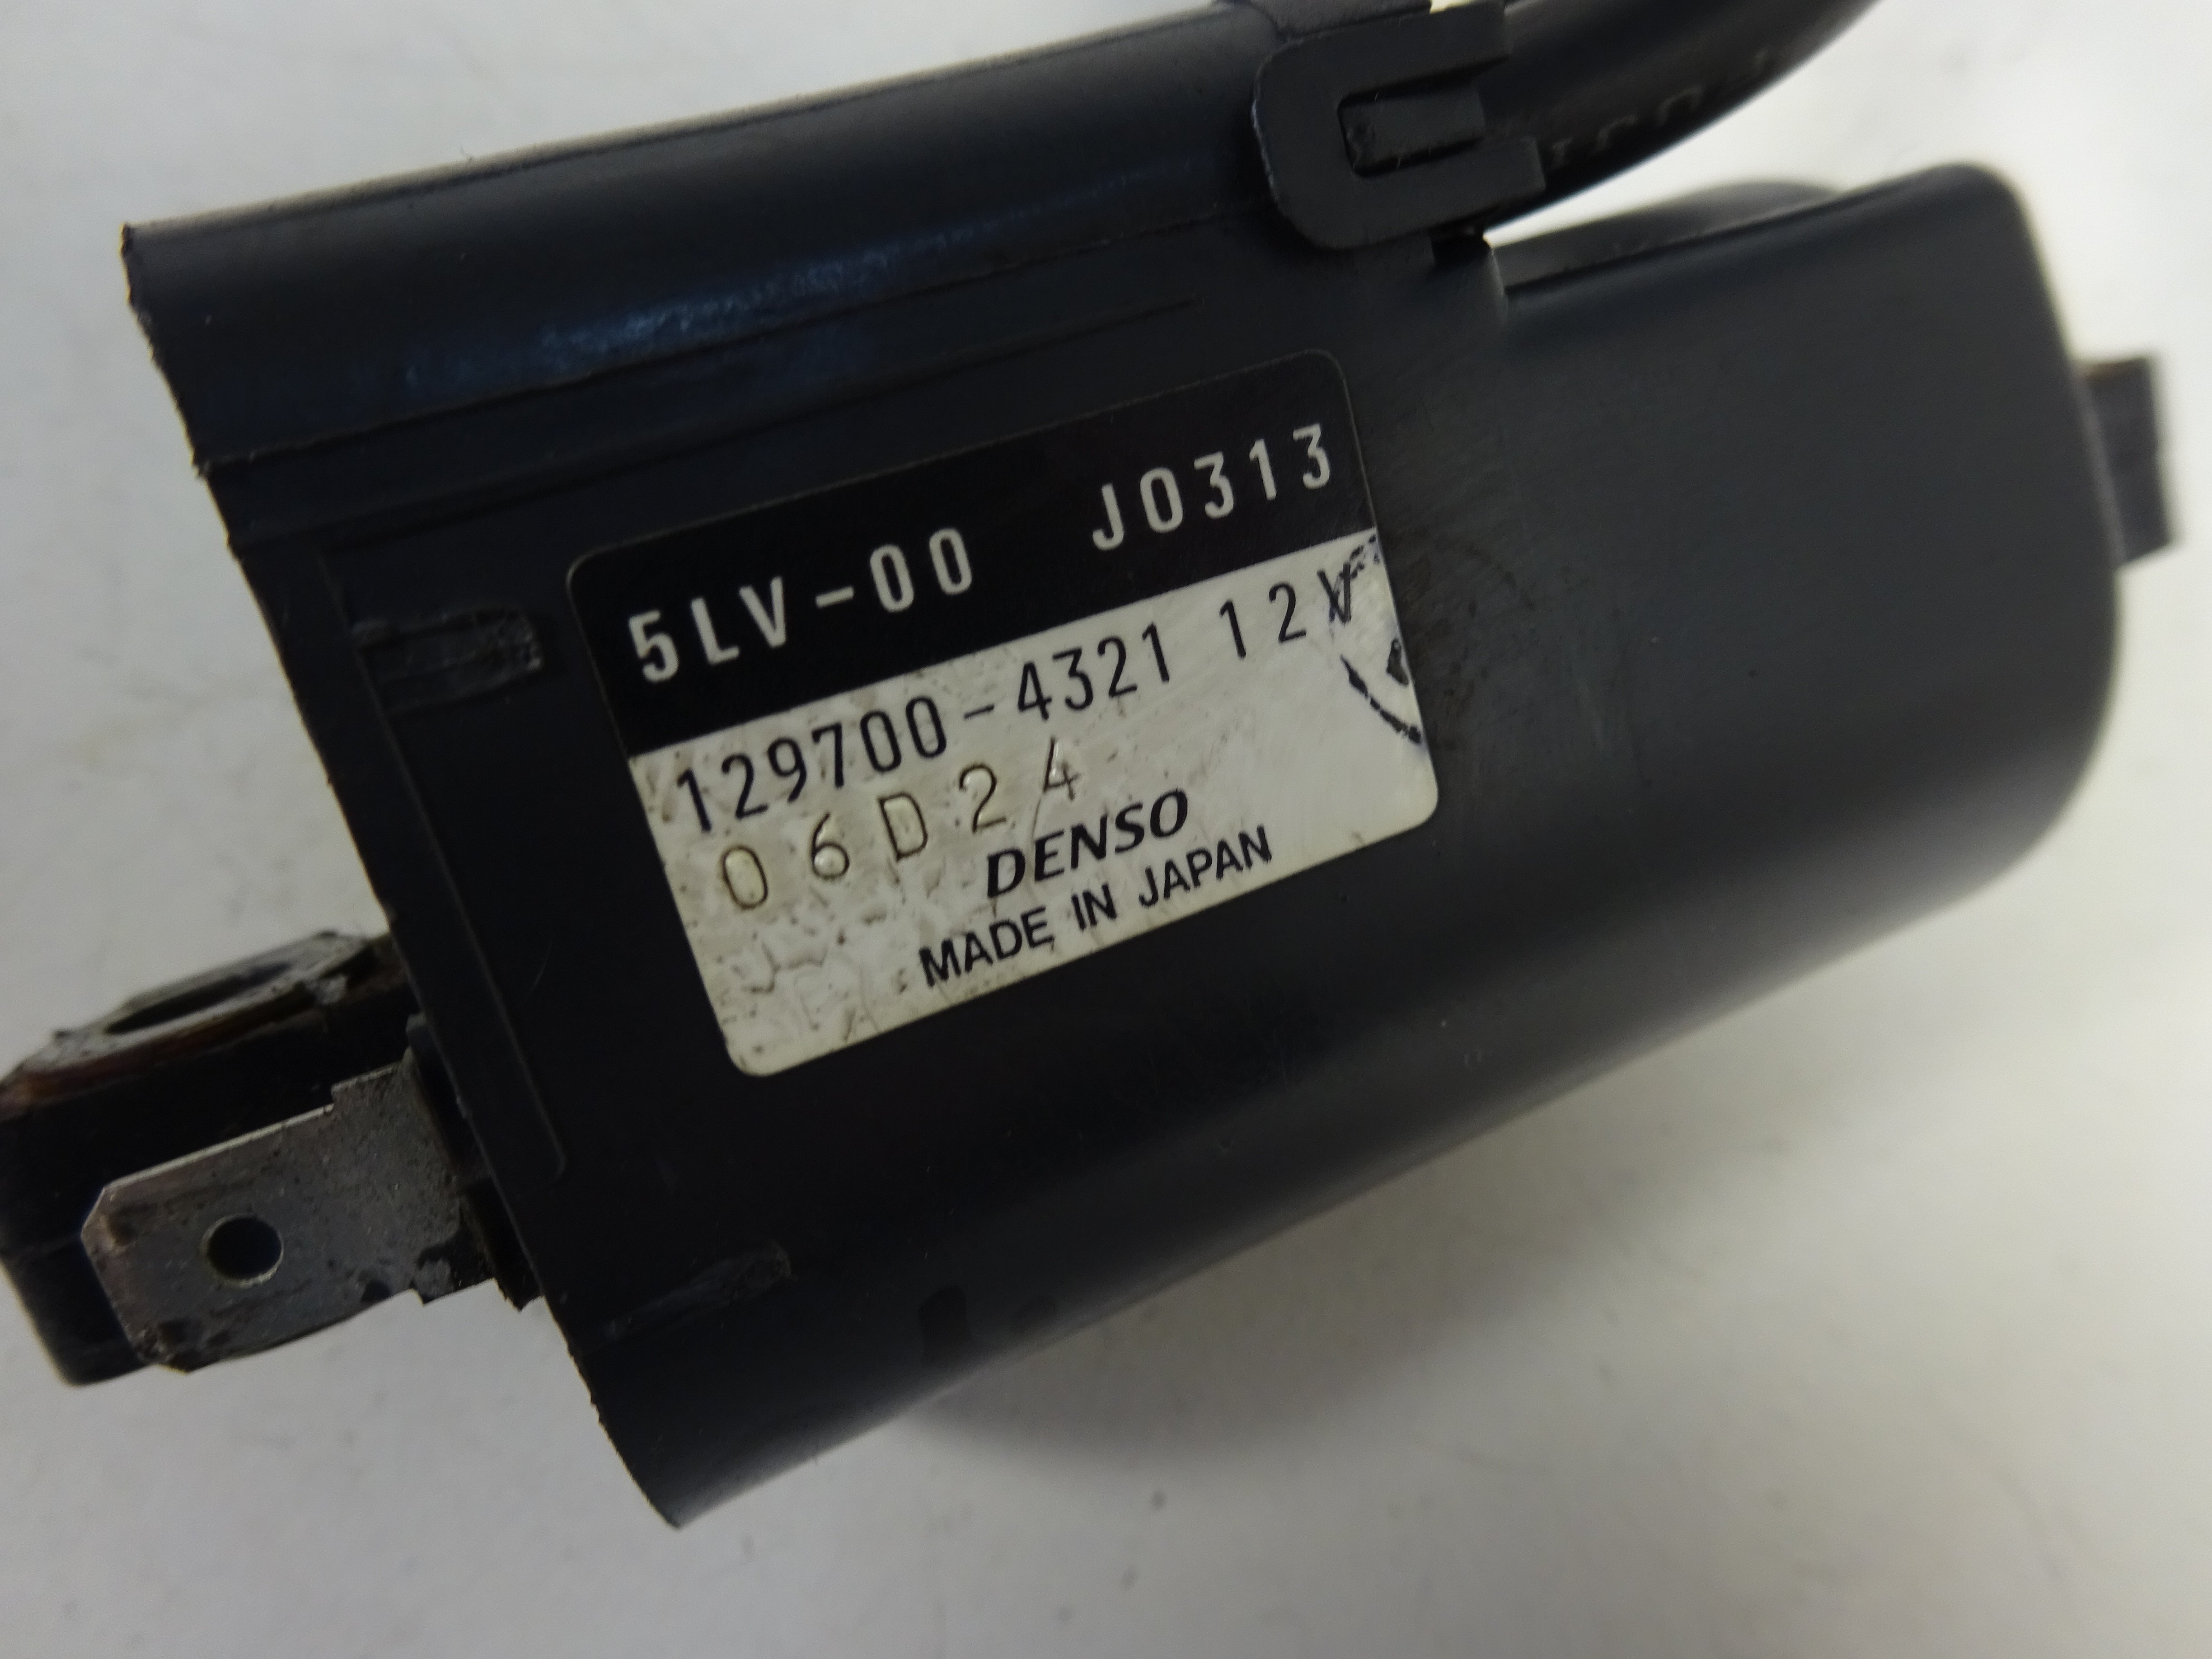 5LV-00 J0313
129700-4321 12V
06D24
DENSO
MADE IN JAPAN